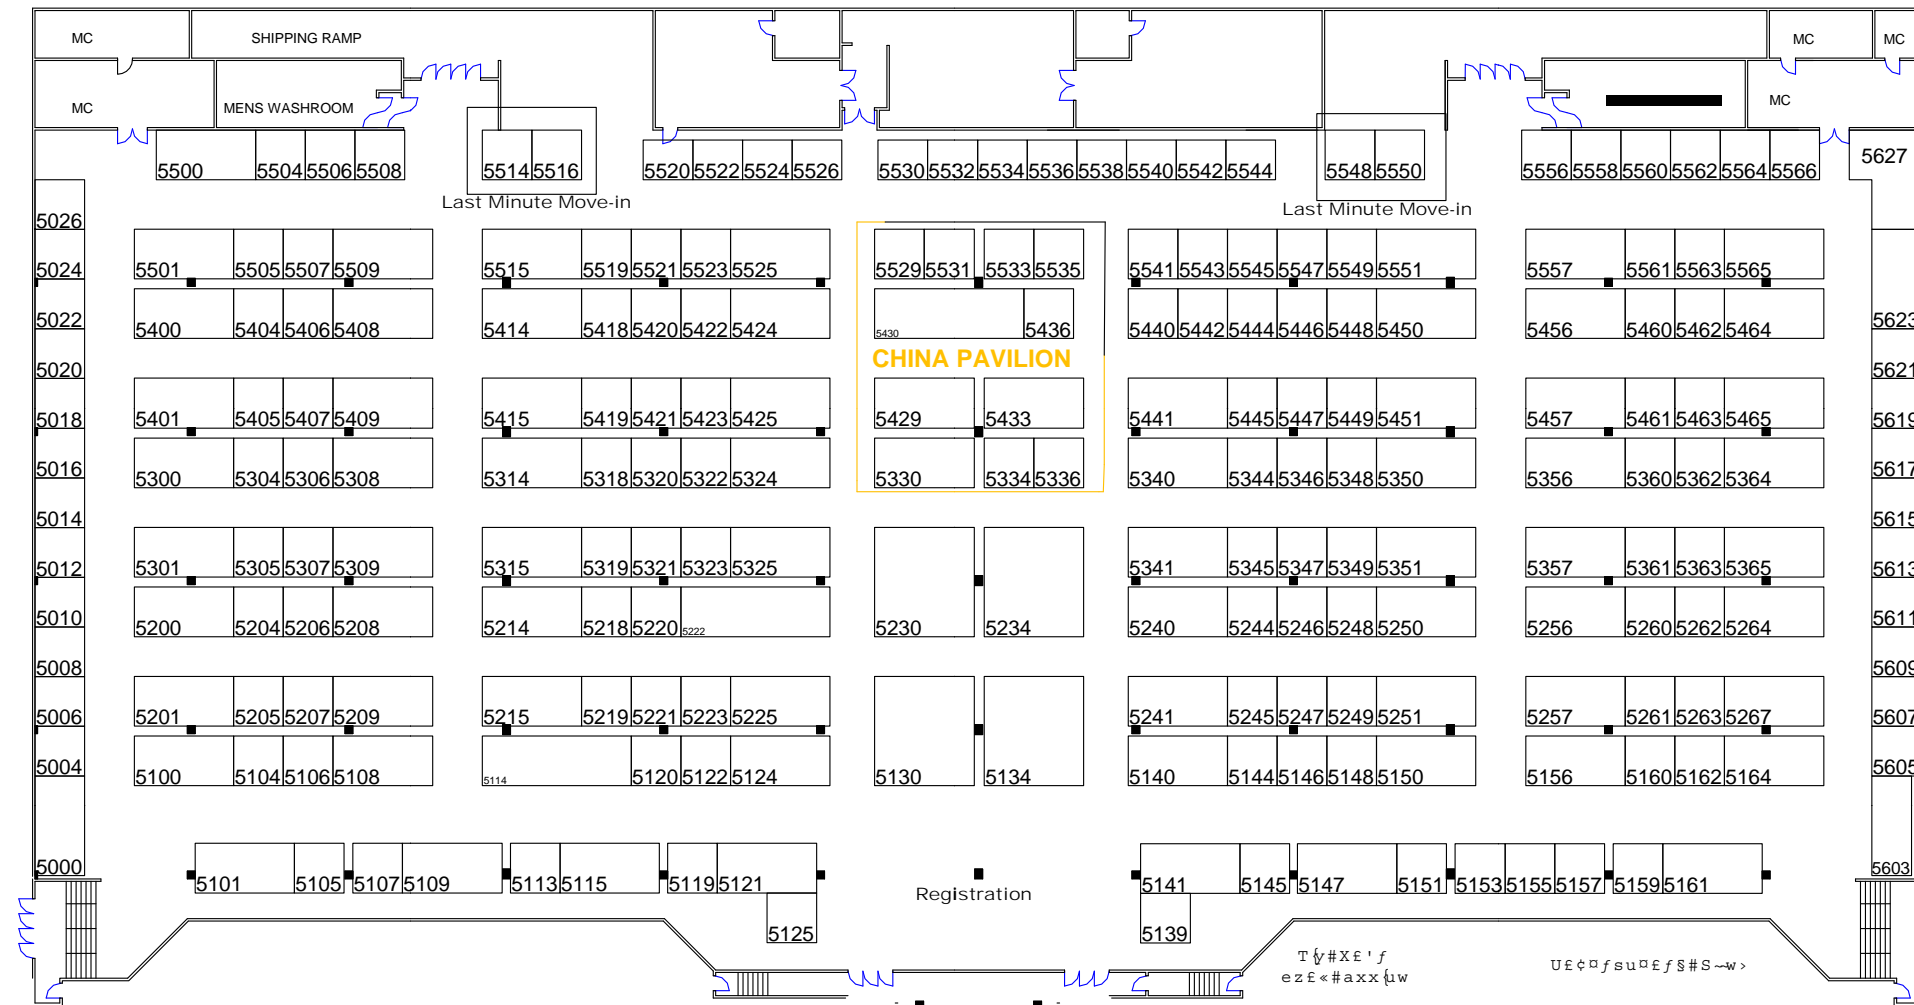 MC SHIPPING RAMP MC MC
MC MENS WASHROOM MC
5500 5504 5506 5508 5514 5516 5520 5522 5524 5526 5530 5532 5534 5536 5538 5540 5542 5544 5548 5550 5556 5558 5560 5562 5564 5566 5627
Last Minute Move-in Last Minute Move-in
5026
5024 5501 5505 5507 5509 5515 5519 5521 5523 5525 5529 5531 5533 5535 5541 5543 5545 5547 5549 5551 5557 5561 5563 5565
5022 5400 5404 5406 5408 5414 5418 5420 5422 5424 5430 5436 5440 5442 5444 5446 5448 5450 5456 5460 5462 5464 5623
CHINA PAVILION
5020 5621
5018 5401 5405 5407 5409 5415 5419 5421 5423 5425 5429 5433 5441 5445 5447 5449 5451 5457 5461 5463 5465 5619
5016 5300 5304 5306 5308 5314 5318 5320 5322 5324 5330 5334 5336 5340 5344 5346 5348 5350 5356 5360 5362 5364 5617
5014 5615
5012 5301 5305 5307 5309 5315 5319 5321 5323 5325 5341 5345 5347 5349 5351 5357 5361 5363 5365 5613
5010 5200 5204 5206 5208 5214 5218 5220 5222 5230 5234 5240 5244 5246 5248 5250 5256 5260 5262 5264 5611
5008 5609
5006 5201 5205 5207 5209 5215 5219 5221 5223 5225 5241 5245 5247 5249 5251 5257 5261 5263 5267 5607
5004 5100 5104 5106 5108 5114 5120 5122 5124 5130 5134 5140 5144 5146 5148 5150 5156 5160 5162 5164 5605
5000 5101 5105 5107 5109 5113 5115 5119 5121 5141 5145 5147 5151 5153 5155 5157 5159 5161 5603
Registration
5125 5139